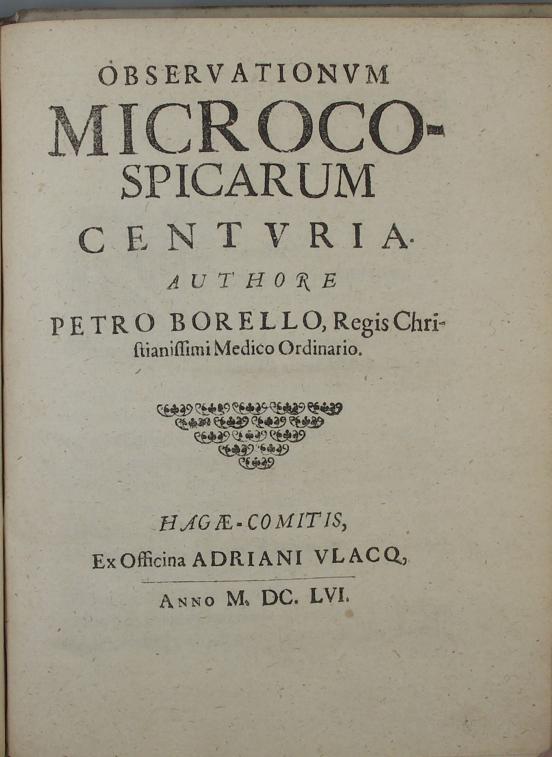 OBSERVATIONVM
MICROCO-
SPICARUM
CENTVRIA.
AUTHORE
PETRO BORELLO, Regis Chri-
ſtianiſſimi Medico Ordinario.
HAGÆ-COMITIS,
Ex Officina ADRIANI VLACQ,
ANNO M. DC. LVI.